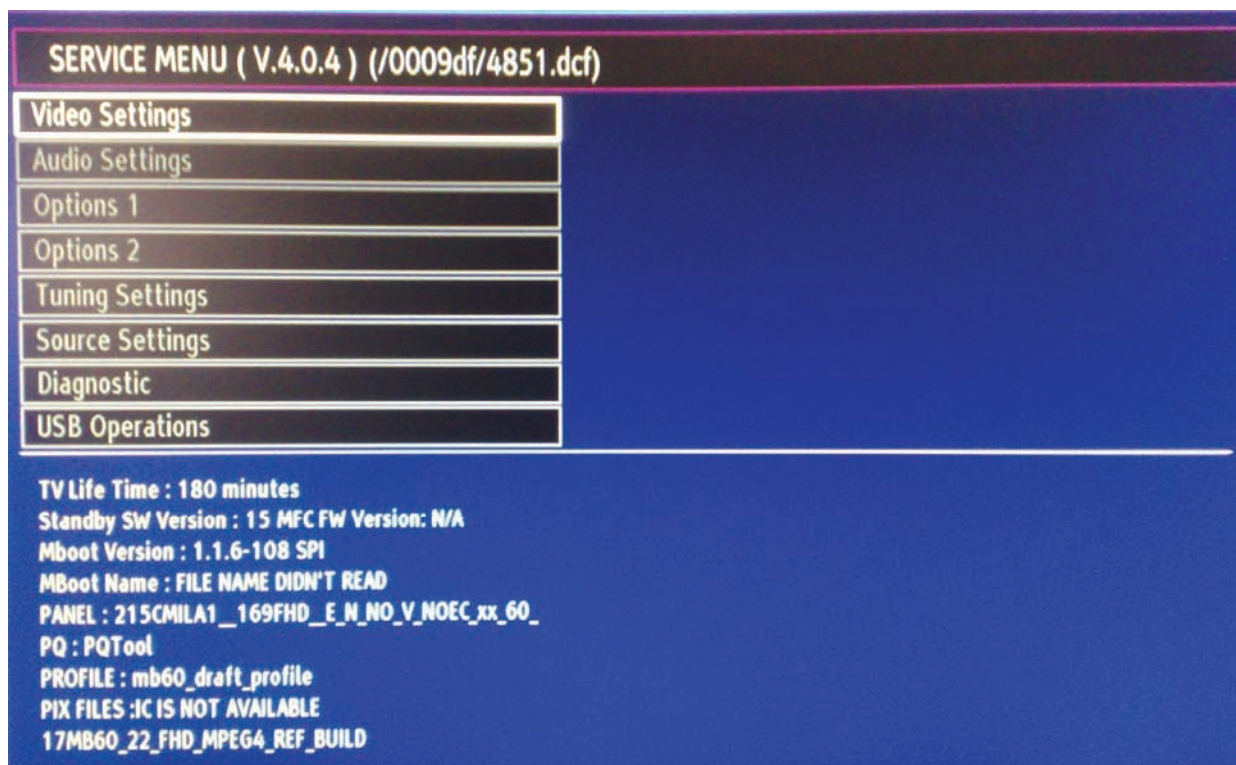 SERVICE MENU ( V.4.0.4 ) (/0009df/4851.dcf)
Video Settings
Audio Settings
Options 1
Options 2
Tuning Settings
Source Settings
Diagnostic
USB Operations
TV Life Time : 180 minutes
Standby SW Version : 15 MFC FW Version: N/A
Mboot Version : 1.1.6-108 SPI
MBoot Name : FILE NAME DIDN'T READ
PANEL : 215CMILA1__169FHD__E_N_NO_V_NOEC_xx_60_
PQ : PQTool
PROFILE : mb60_draft_profile
PIX FILES :IC IS NOT AVAILABLE
17MB60_22_FHD_MPEG4_REF_BUILD